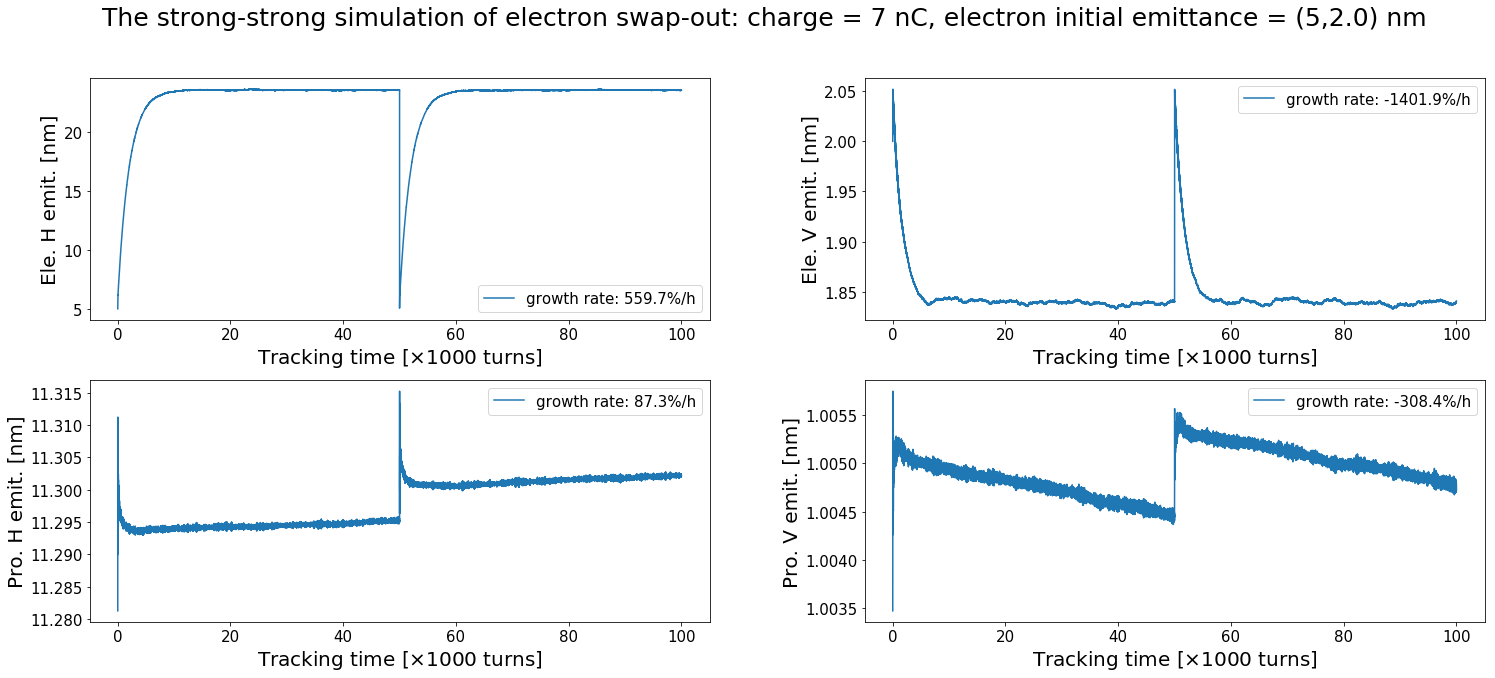 The strong-strong simulation of electron swap-out: charge = 7 nC, electron initial emittance = (5,2.0) nm
Ele. H emit. [nm]
20
15
10
5
growth rate: 559.7%/h
0 20 40 60 80 100
Tracking time [×1000 turns]
Ele. V emit. [nm]
2.05
2.00
1.95
1.90
1.85
growth rate: -1401.9%/h
0 20 40 60 80 100
Tracking time [×1000 turns]
Pro. H emit. [nm]
11.315
11.310
11.305
11.300
11.295
11.290
11.285
11.280
growth rate: 87.3%/h
0 20 40 60 80 100
Tracking time [×1000 turns]
Pro. V emit. [nm]
1.0055
1.0050
1.0045
1.0040
1.0035
growth rate: -308.4%/h
0 20 40 60 80 100
Tracking time [×1000 turns]